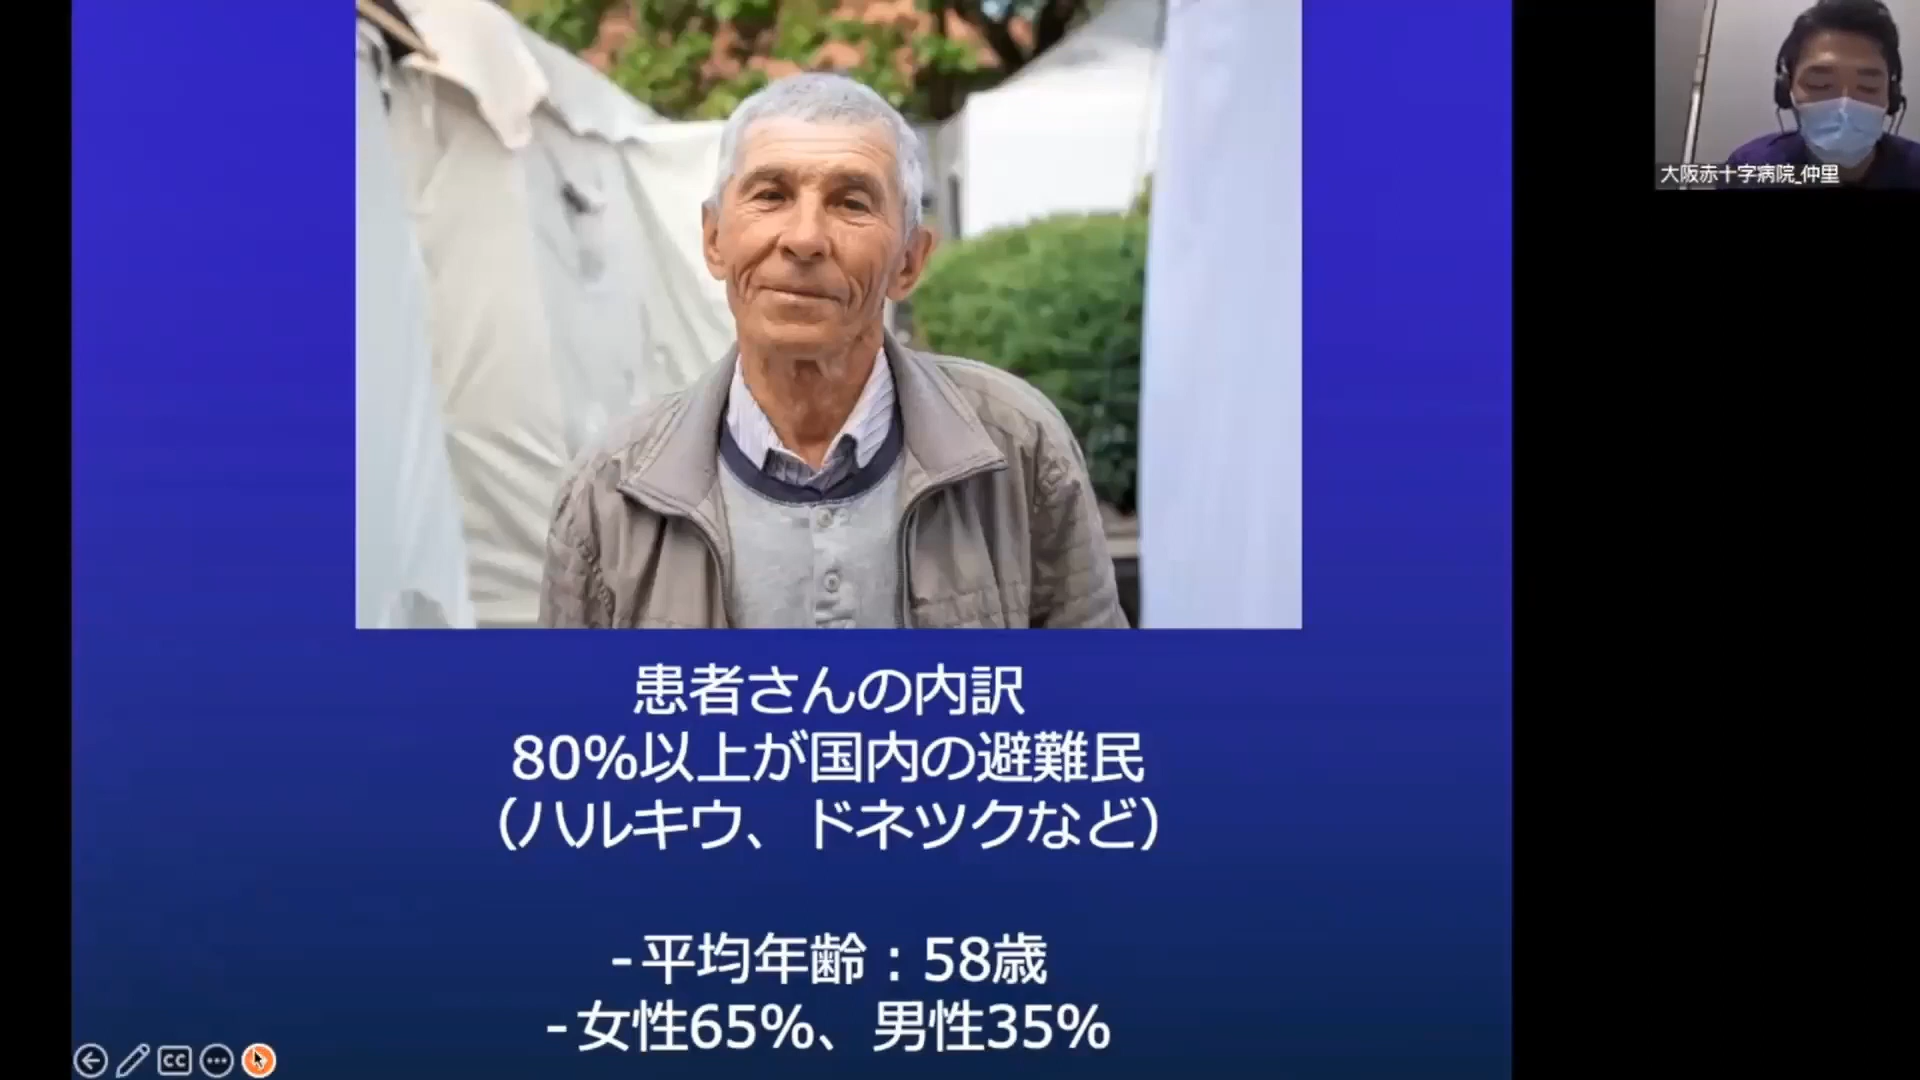 大阪赤十字病院_仲里
患者さんの内訳
80%以上が国内の避難民
(ハルキウ、ドネツクなど)
-平均年齢：58歳
-女性65%、男性35%
CC